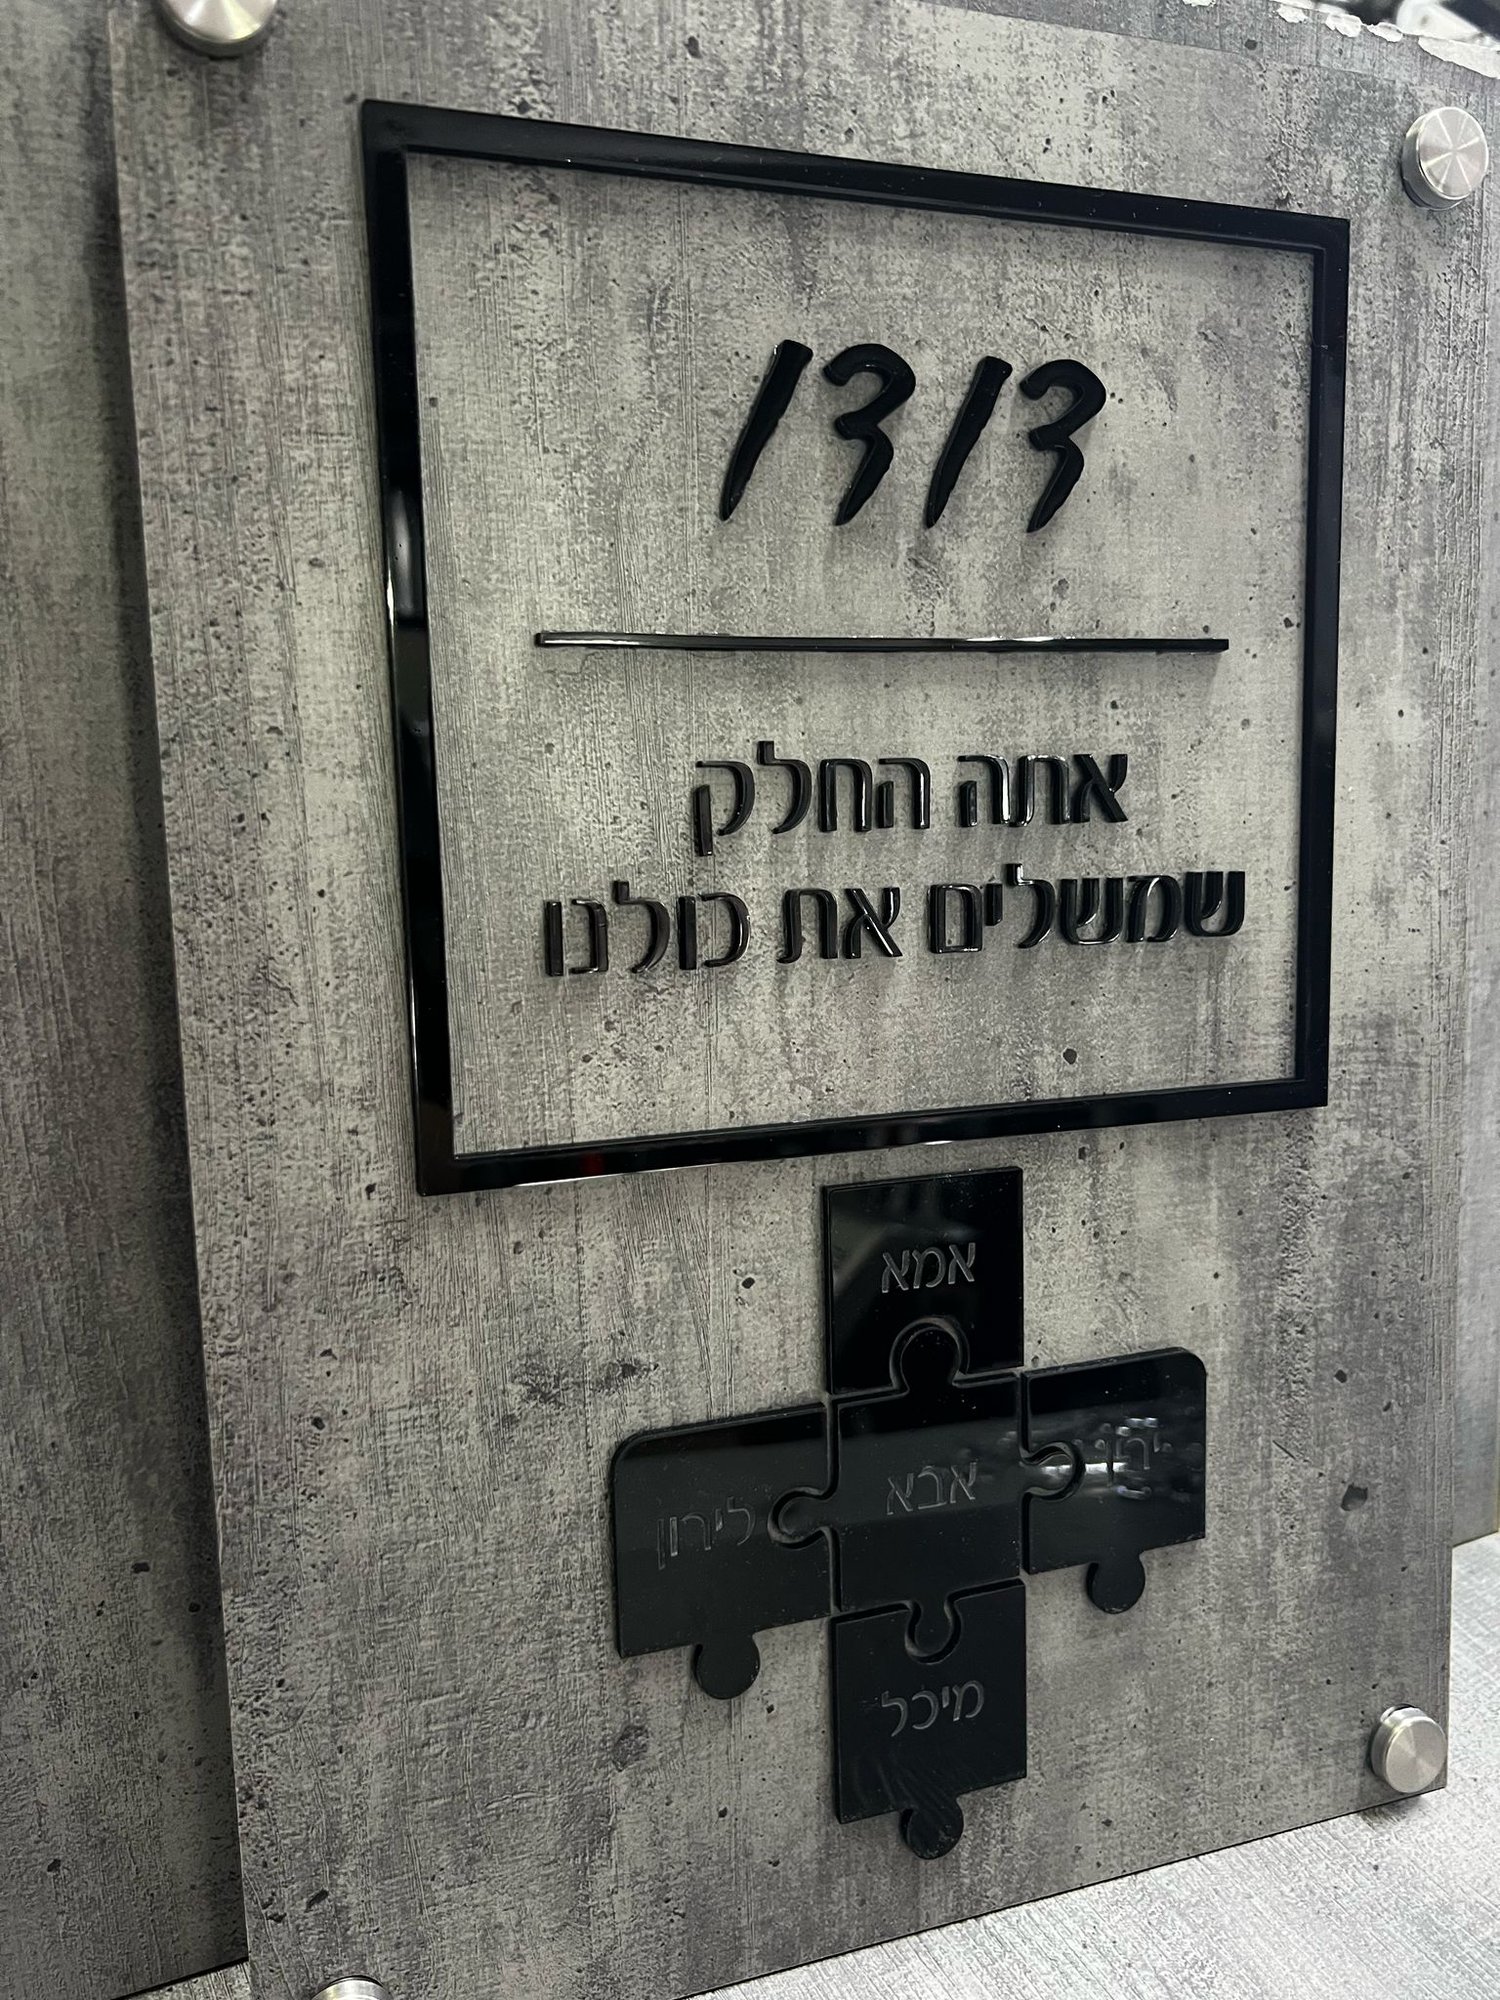 דודו
אתה החלק
שמשלים את כולנו
אמא
אבא
לירון
מיכל